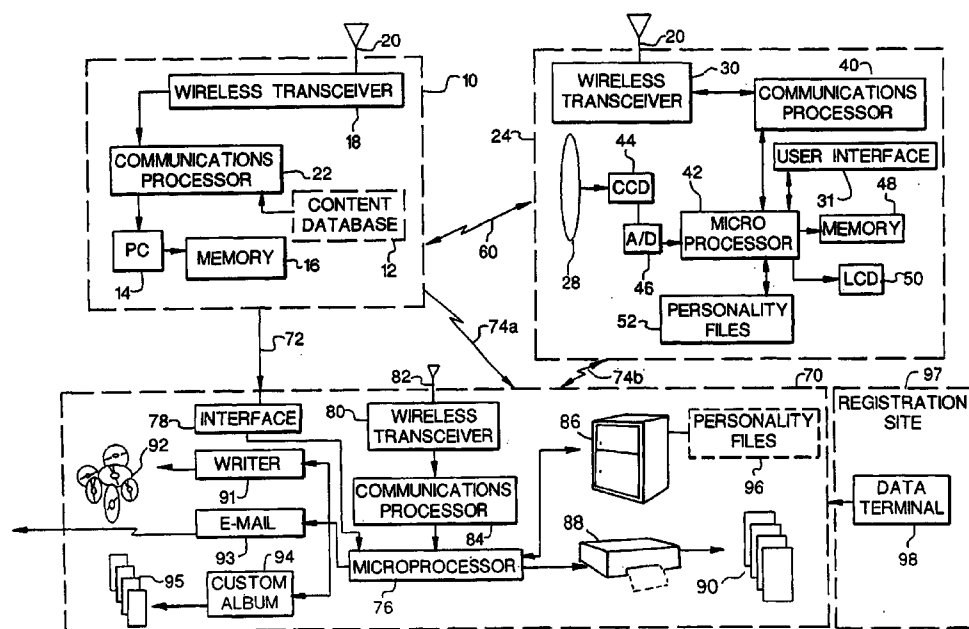 20
WIRELESS TRANSCEIVER
18
10
COMMUNICATIONS
PROCESSOR
22
CONTENT
DATABASE
12
PC
14
MEMORY
16
60
72
74a
74b
20
WIRELESS
TRANSCEIVER
30
40
COMMUNICATIONS
PROCESSOR
24
44
CCD
28
A/D
46
42
MICRO
PROCESSOR
USER INTERFACE
31
48
MEMORY
LCD
50
52
PERSONALITY
FILES
70
82
INTERFACE
78
80
WIRELESS
TRANSCEIVER
92
WRITER
91
COMMUNICATIONS
PROCESSOR
84
E-MAIL
93
94
CUSTOM
ALBUM
95
MICROPROCESSOR
76
86
PERSONALITY
FILES
96
88
90
97
REGISTRATION
SITE
DATA
TERMINAL
98